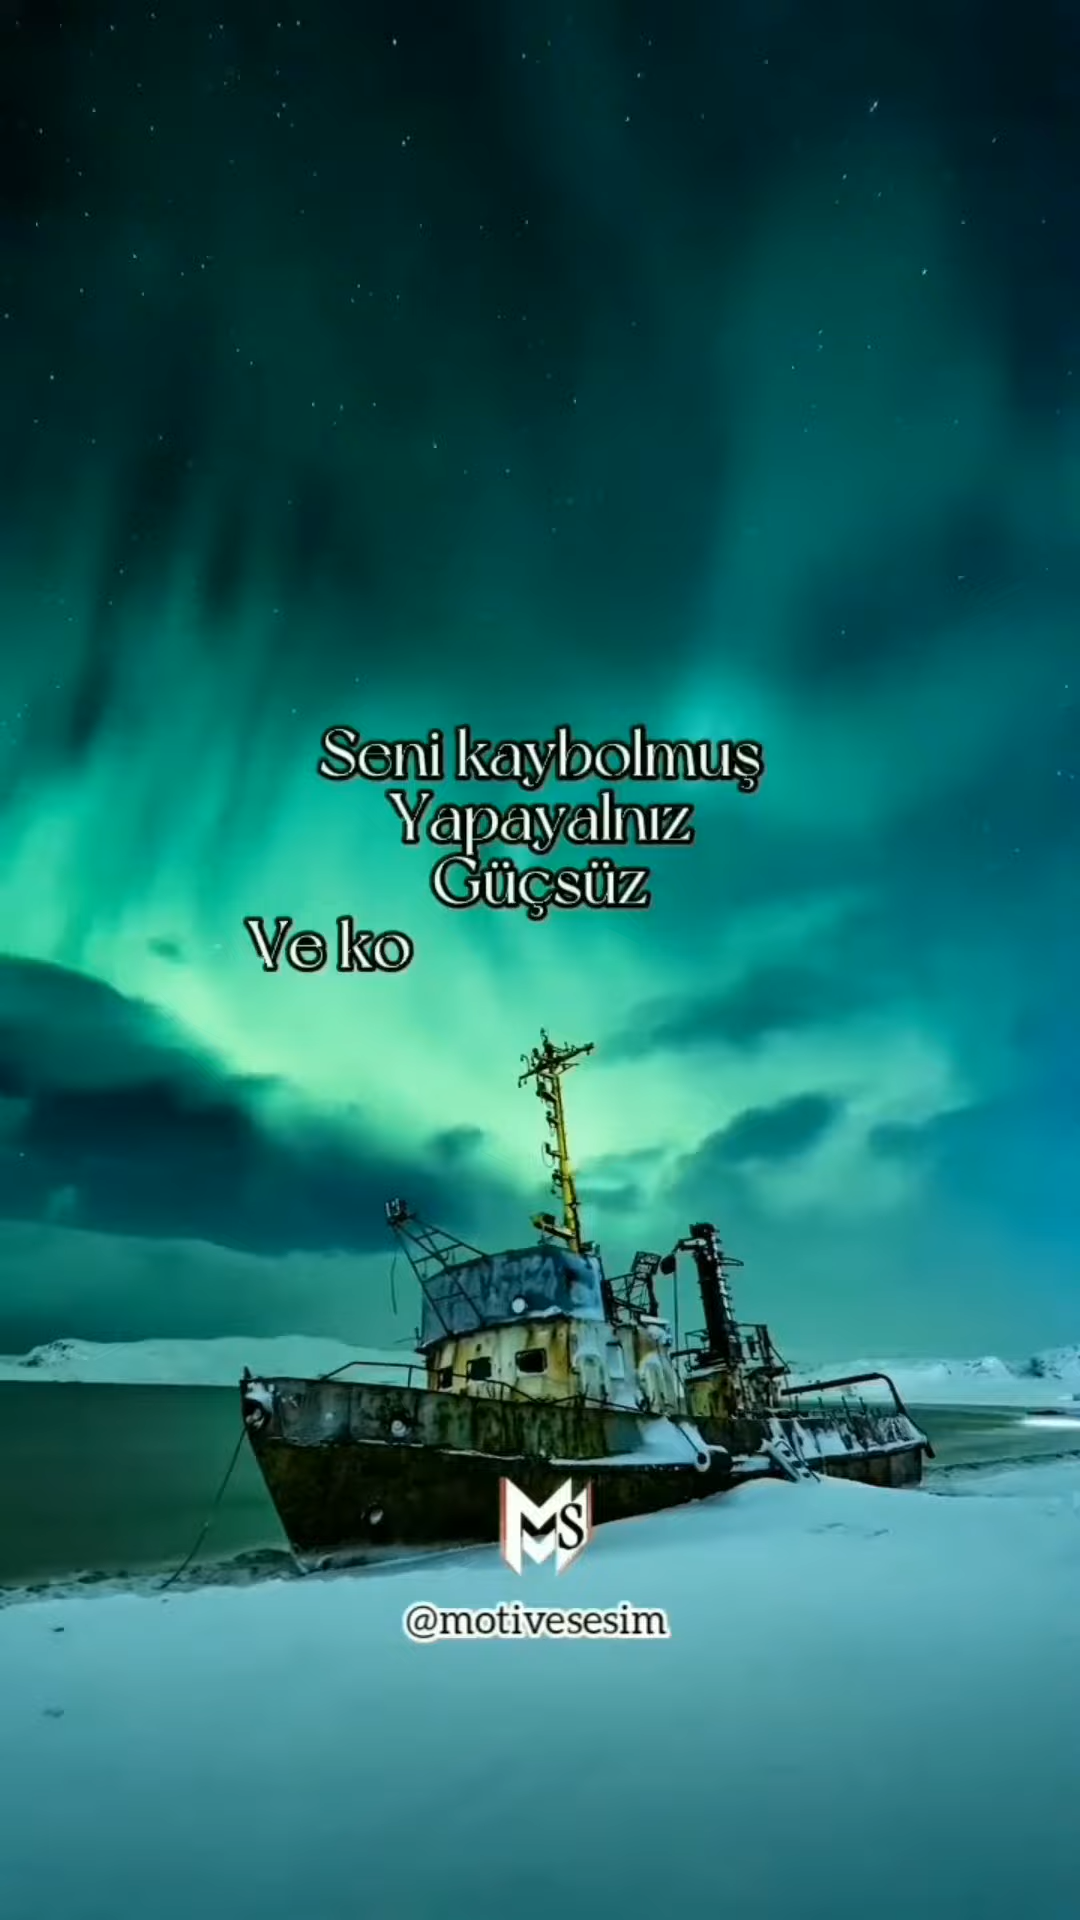 Seni kaybolmuş
Yapayalnız
Güçsüz
Ve ko
MS
@motivesesim